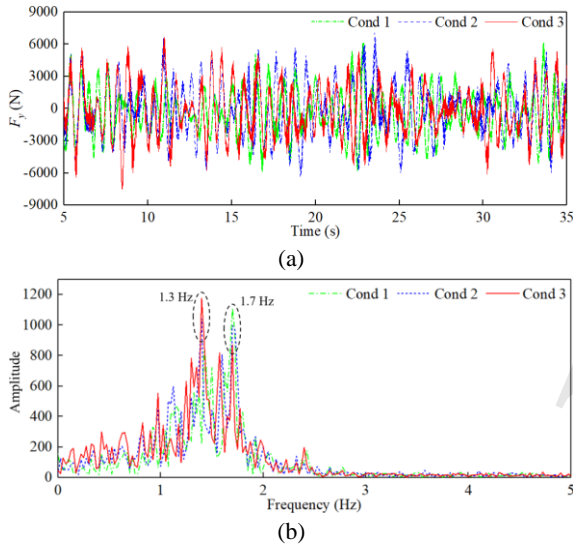 Cond 1 Cond 2 Cond 3
9000
6000
3000
0
-3000
-6000
-9000
F_y (N)
5 10 15 20 25 30 35
Time (s)
(a)
1.3 Hz 1.7 Hz Cond 1 Cond 2 Cond 3
1200
1000
800
600
400
200
0
Amplitude
0 1 2 3 4 5
Frequency (Hz)
(b)